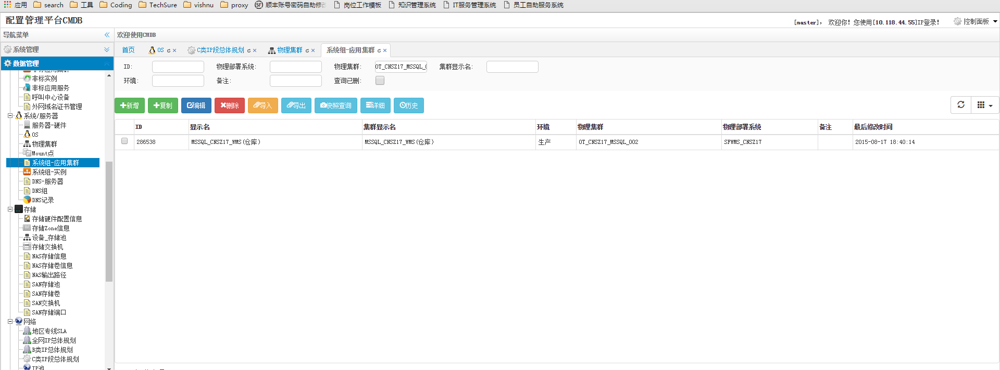 应用 search 工具 Coding TechSure vishnu proxy 顺丰账号密码自助修改 岗位工作模板 知识管理系统 IT服务管理系统 员工自助服务系统
配置管理平台CMDB
[master]， 欢迎你！您使用[10.118.44.55]IP登录！ 控制面板
导航菜单
欢迎使用CMDB
系统管理
首页 OS C类IP段总体规划 物理集群 系统组-应用集群
数据管理
ID: 物理部署系统: 物理集群: OT_CNSZ17_MSSQL_0 集群显示名:
环境: 备注: 查询已删:
新增 复制 编辑 删除 导入 导出 快照查询 详细 历史
ID 显示名 集群显示名 环境 物理集群 物理部署系统 备注 最后修改时间
286538 MSSQL_CNSZ17_WMS(仓库) MSSQL_CNSZ17_WMS(仓库) 生产 OT_CNSZ17_MSSQL_002 SFWMS_CNSZ17 2015-08-17 18:40:14
非标应用集群
非标实例
非标应用服务
呼叫中心设备
外网域名证书管理
系统/服务器
服务器-硬件
OS
物理集群
Mount点
系统组-应用集群
系统组-实例
DNS-服务器
DNS组
DNS记录
存储
存储硬件配置信息
存储Zone信息
设备_存储池
存储交换机
NAS存储信息
NAS存储卷信息
NAS输出路径
SAN存储池
SAN存储卷
SAN交换机
SAN存储端口
网络
地区专线SLA
全网IP总体规划
B类IP总体规划
C类IP段总体规划
IP池